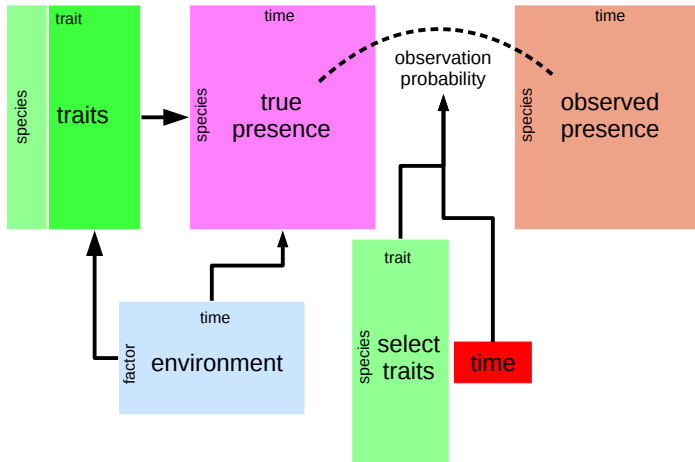 trait
species
traits
time
species
true
presence
observation
probability
time
species
observed
presence
time
factor
environment
trait
species
select
traits
time